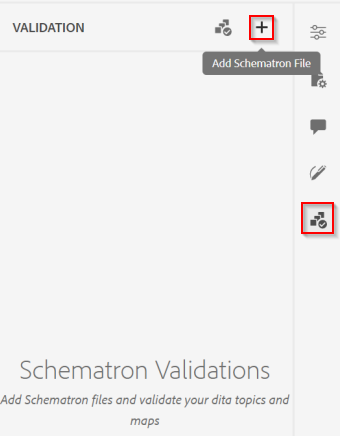 VALIDATION
Add Schematron File
Schematron Validations
Add Schematron files and validate your dita topics and
maps